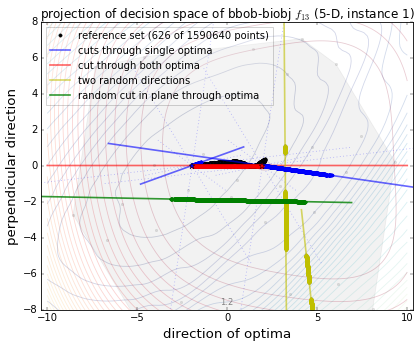 projection of decision space of bbob-biobj f13 (5-D, instance 1)
reference set (626 of 1590640 points)
cuts through single optima
cut through both optima
two random directions
random cut in plane through optima
8
6
4
2
0
−2
−4
−6
−8
perpendicular direction
1.2
−10
−5
0
5
10
direction of optima